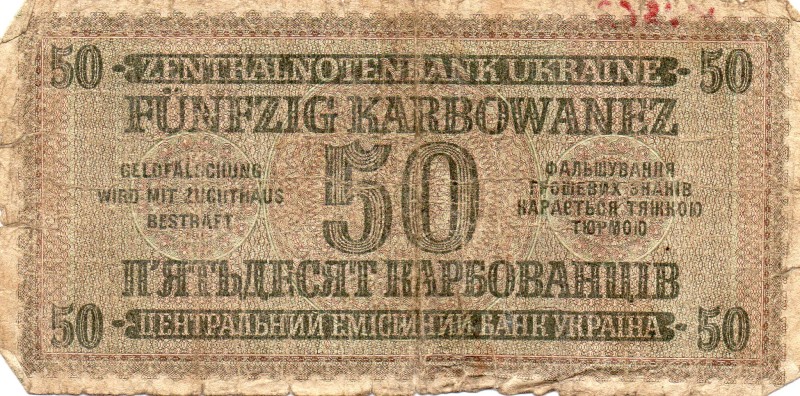 50 ZENTRALNOTENBANK UKRAINE 50
FÜNFZIG KARBOWANEZ
GELDFÄLSCHUNG
WIRD MIT ZUCHTHAUS
BESTRAFT
50
ФАЛЬШУВАННЯ
ГРОШЕВИХ ЗНАКІВ
КАРАЄТЬСЯ ТЯЖКОЮ
ТЮРМОЮ
П'ЯТЬДЕСЯТ КАРБОВАНЦІВ
50 ЦЕНТРАЛЬНИЙ ЕМІСІЙНИЙ БАНК УКРАЇНА 50